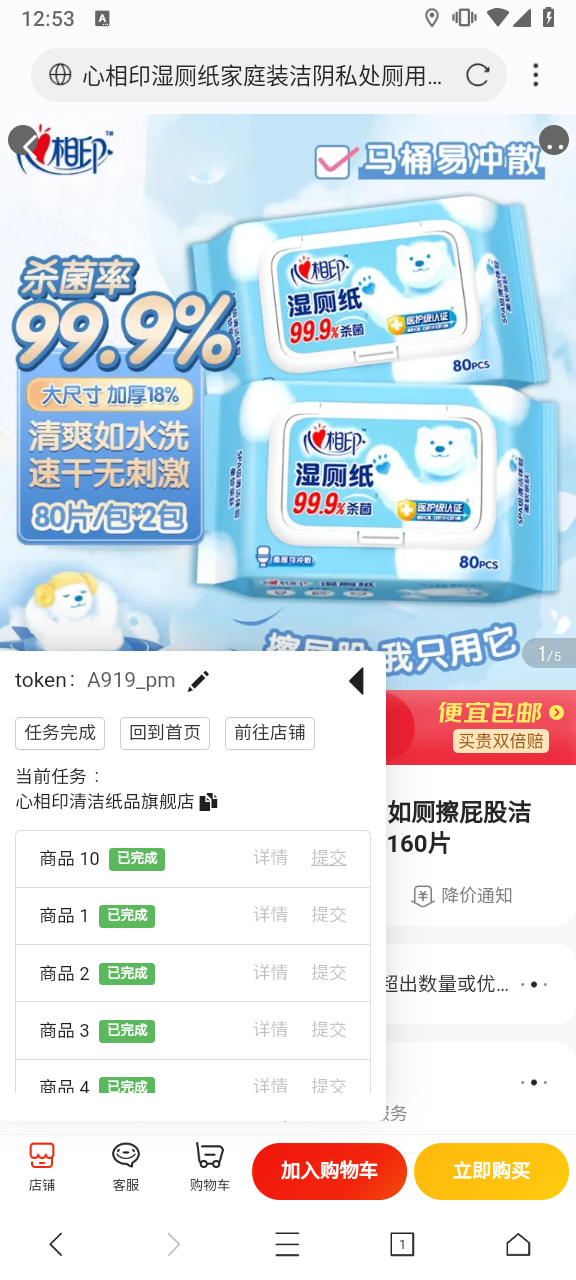 12:53
A
心相印湿厕纸家庭装洁阴私处厕用...
心相印™
马桶易冲散
杀菌率
99.9%
大尺寸 加厚18%
清爽如水洗
速干无刺激
80片/包*2包
心相印
湿厕纸
99.9%杀菌
医护级认证
80PCS
心相印
湿厕纸
99.9%杀菌
医护级认证
柔厚可冲散
80PCS
擦屁股 我只用它
1/5
token： A919_pm
便宜包邮
买贵双倍赔
任务完成 回到首页 前往店铺
当前任务：
心相印清洁纸品旗舰店
如厕擦屁股洁
160片
商品 10 已完成 详情 提交
降价通知
商品 1 已完成 详情 提交
商品 2 已完成 详情 提交
超出数量或优...
商品 3 已完成 详情 提交
商品 4 已完成 详情 提交
服务
店铺 客服 购物车 加入购物车 立即购买
1